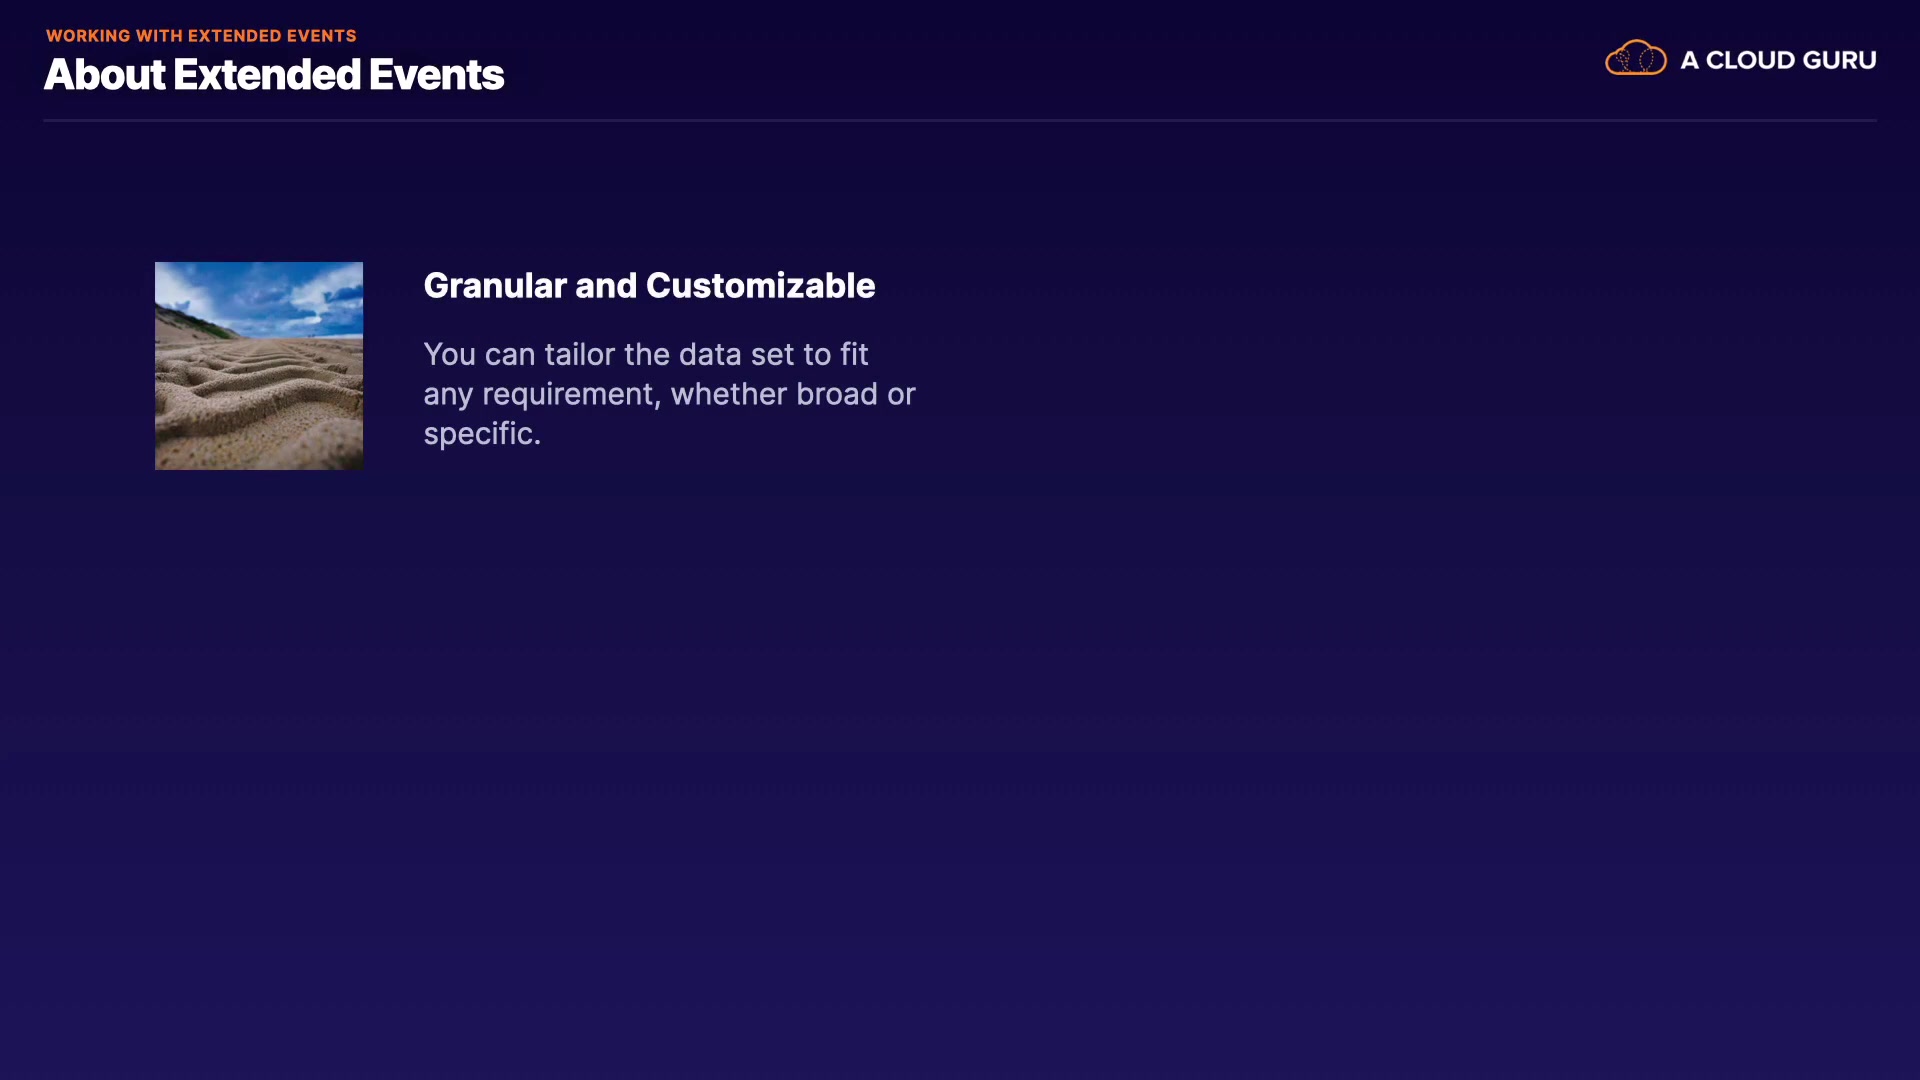 WORKING WITH EXTENDED EVENTS
About Extended Events
A CLOUD GURU
Granular and Customizable
You can tailor the data set to fit
any requirement, whether broad or
specific.